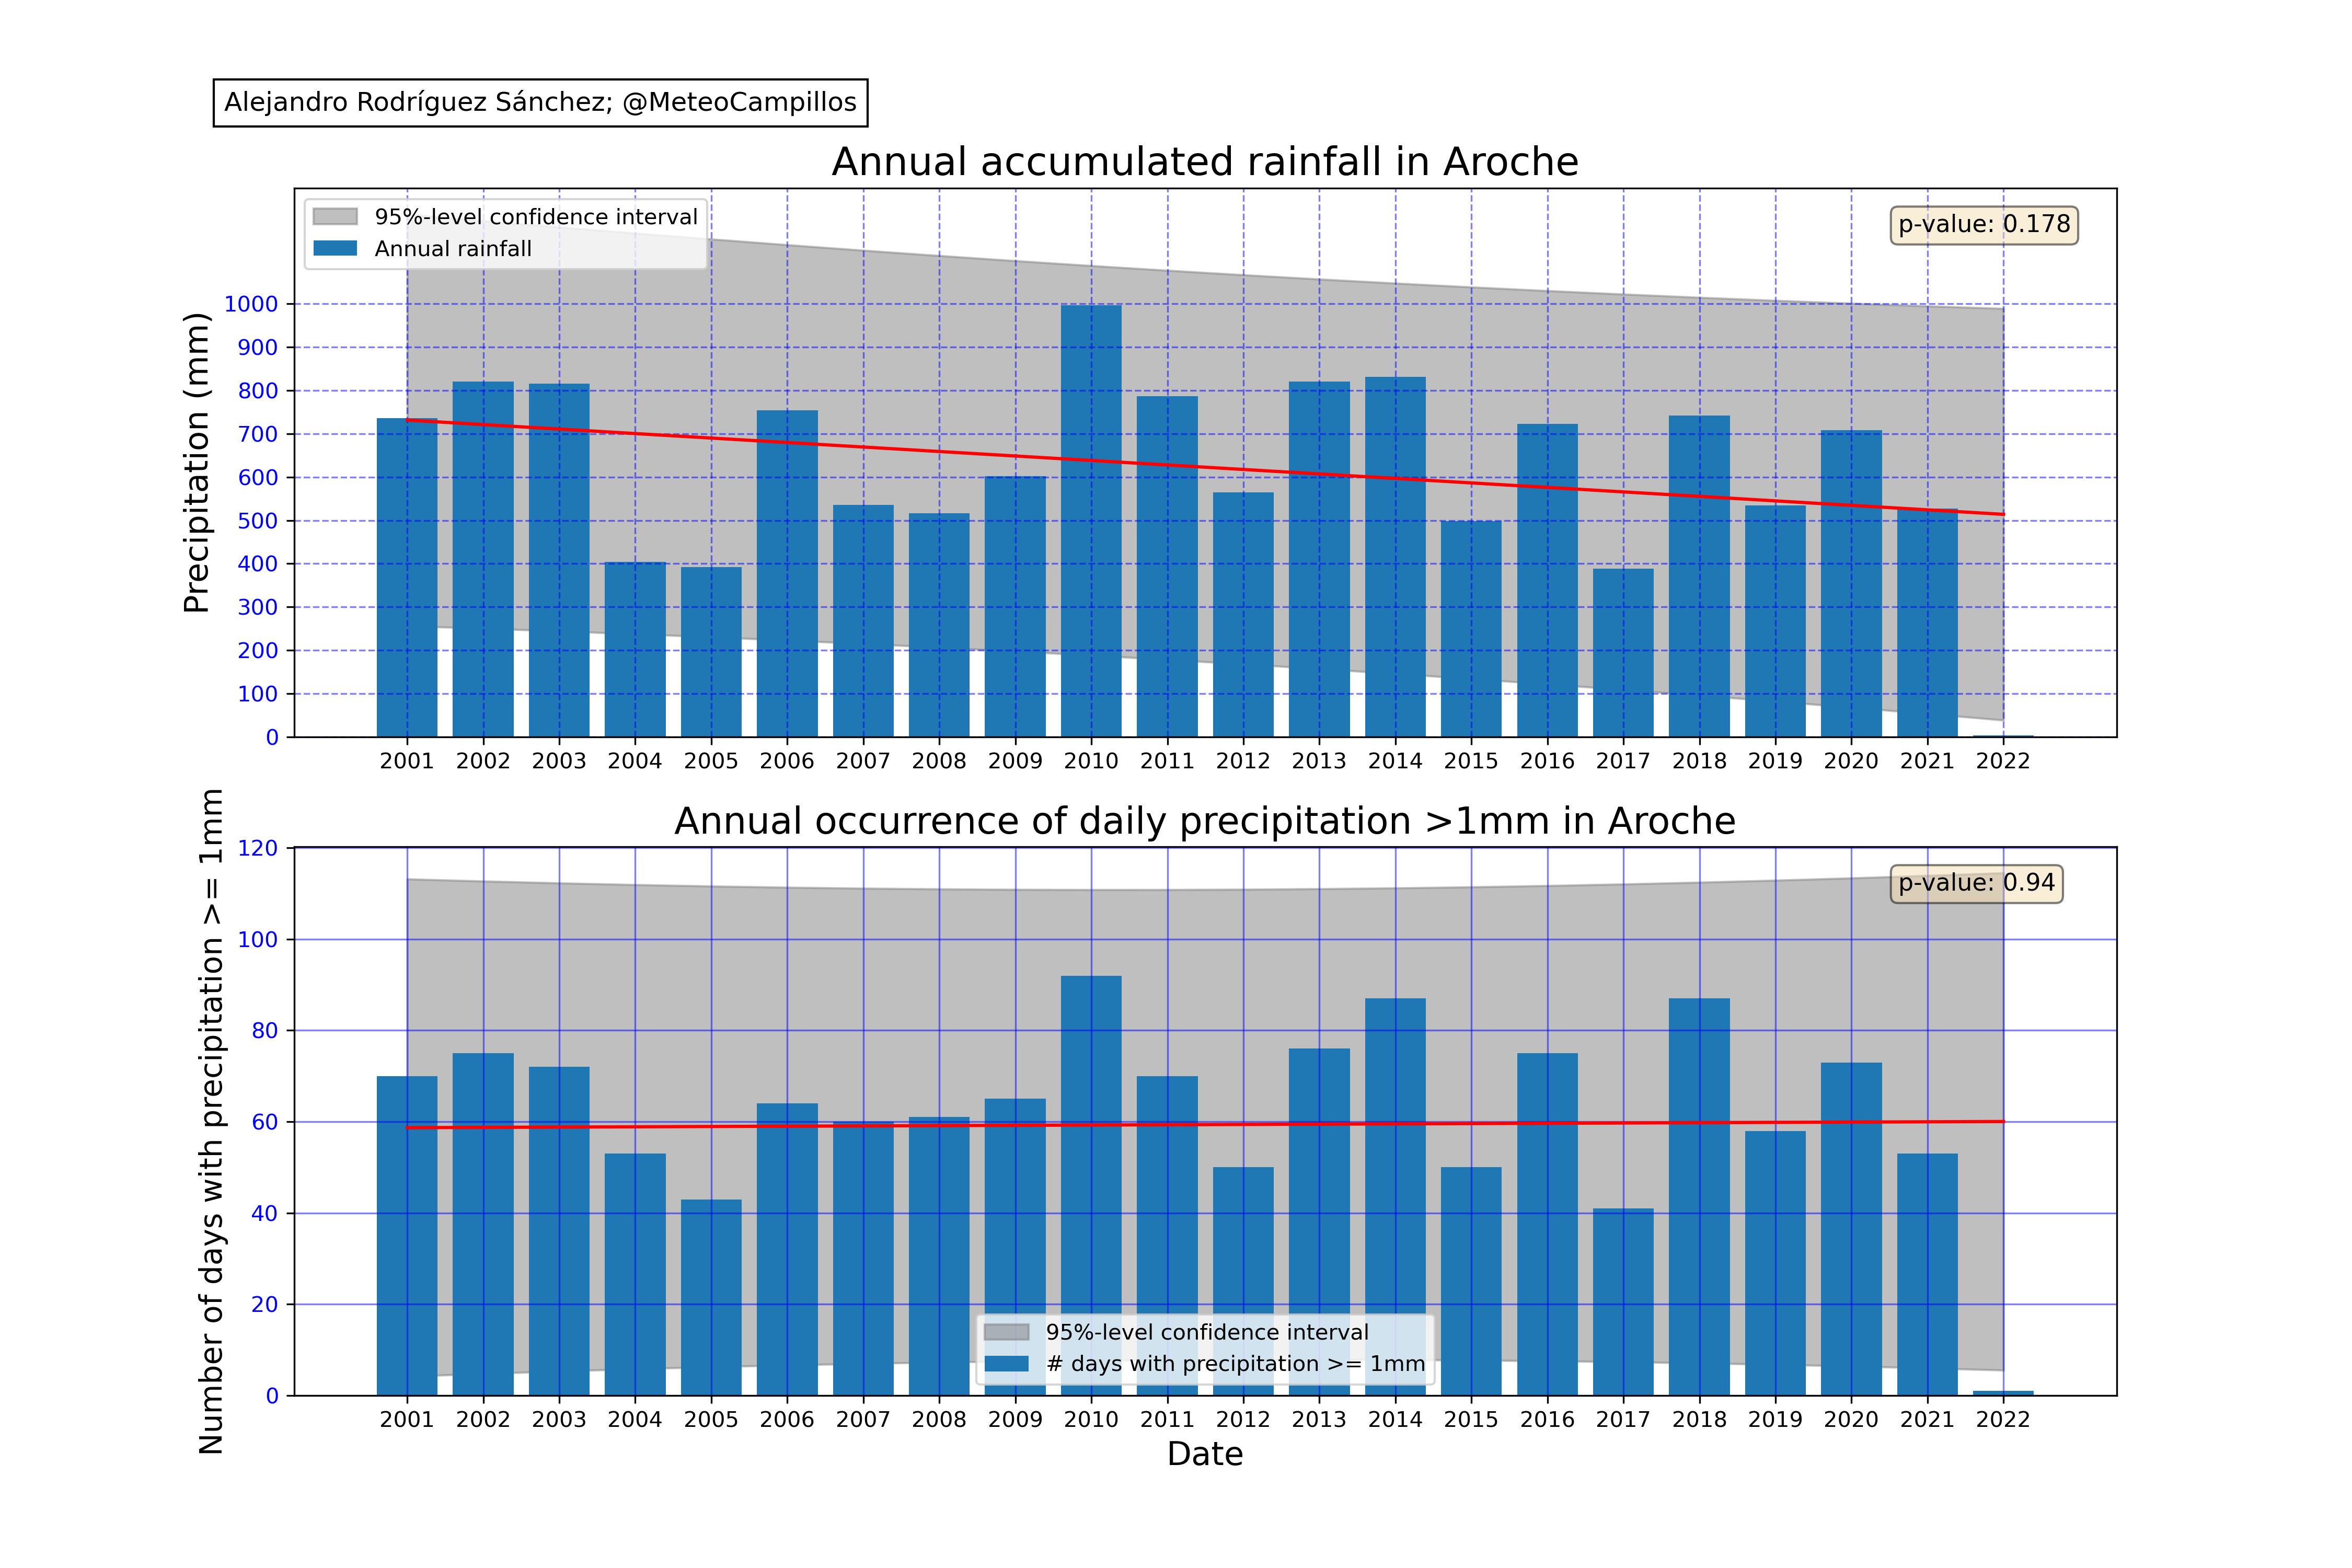 Alejandro Rodríguez Sánchez; @MeteoCampillos
Annual accumulated rainfall in Aroche
95%-level confidence interval
Annual rainfall
p-value: 0.178
Precipitation (mm)
1000
900
800
700
600
500
400
300
200
100
0
2001 2002 2003 2004 2005 2006 2007 2008 2009 2010 2011 2012 2013 2014 2015 2016 2017 2018 2019 2020 2021 2022
Annual occurrence of daily precipitation >1mm in Aroche
p-value: 0.94
Number of days with precipitation >= 1mm
120
100
80
60
40
20
0
95%-level confidence interval
# days with precipitation >= 1mm
2001 2002 2003 2004 2005 2006 2007 2008 2009 2010 2011 2012 2013 2014 2015 2016 2017 2018 2019 2020 2021 2022
Date